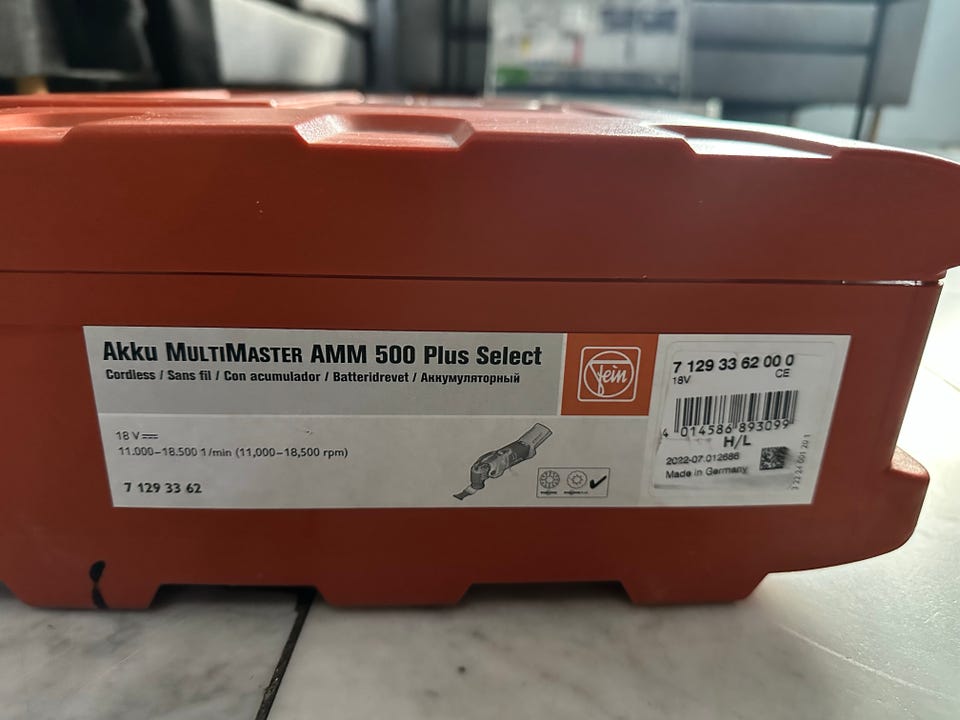 Akku MultiMaster AMM 500 Plus Select
Cordless / Sans fil / Con acumulador / Batteridrevet / Аккумуляторный
18 V
11.000–18.500 1/min (11,000–18,500 rpm)
7 129 33 62
Fein
7 129 33 62 00 0
18V CE
4 014586 893099
H/L
2022-07 012686
Made in Germany